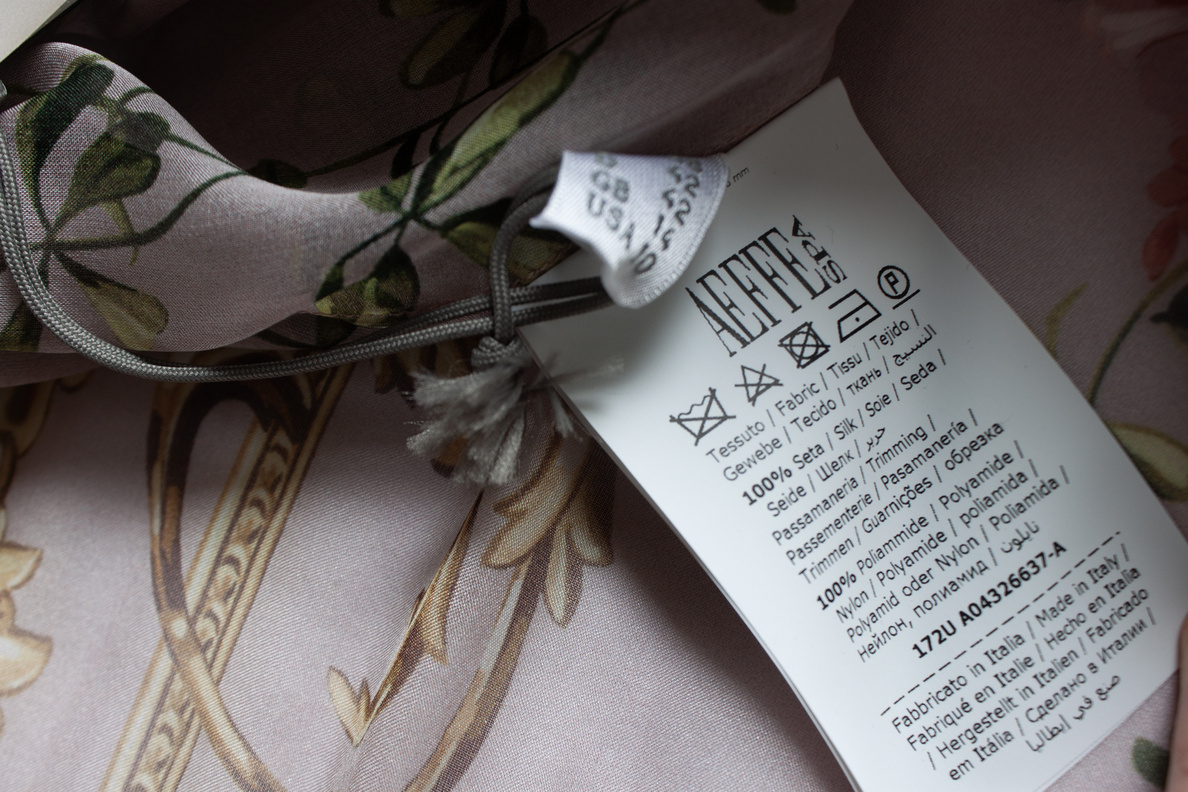 GB
USA
mm
AEFFE SPA
P
Tessuto / Fabric / Tissu / Tejido /
Gewebe / Tecido / ткань / النسيج
100% Seta / Silk / Soie / Seda /
Seide / Шелк / حرير
Passamaneria / Trimming /
Passementerie / Pasamanería /
Trimmen / Guarnições / обрезка
100% Poliammide / Polyamide /
Nylon / Polyamide / poliamida /
Polyamid oder Nylon / Poliamida /
Нейлон, полиамид / نايلون
172U A04326637-A
Fabbricato in Italia / Made in Italy /
Fabriqué en Italie / Hecho en Italia
/ Hergestellt in Italien / Fabricado
em Itália / Сделано в Италии /
صنع في إيطاليا